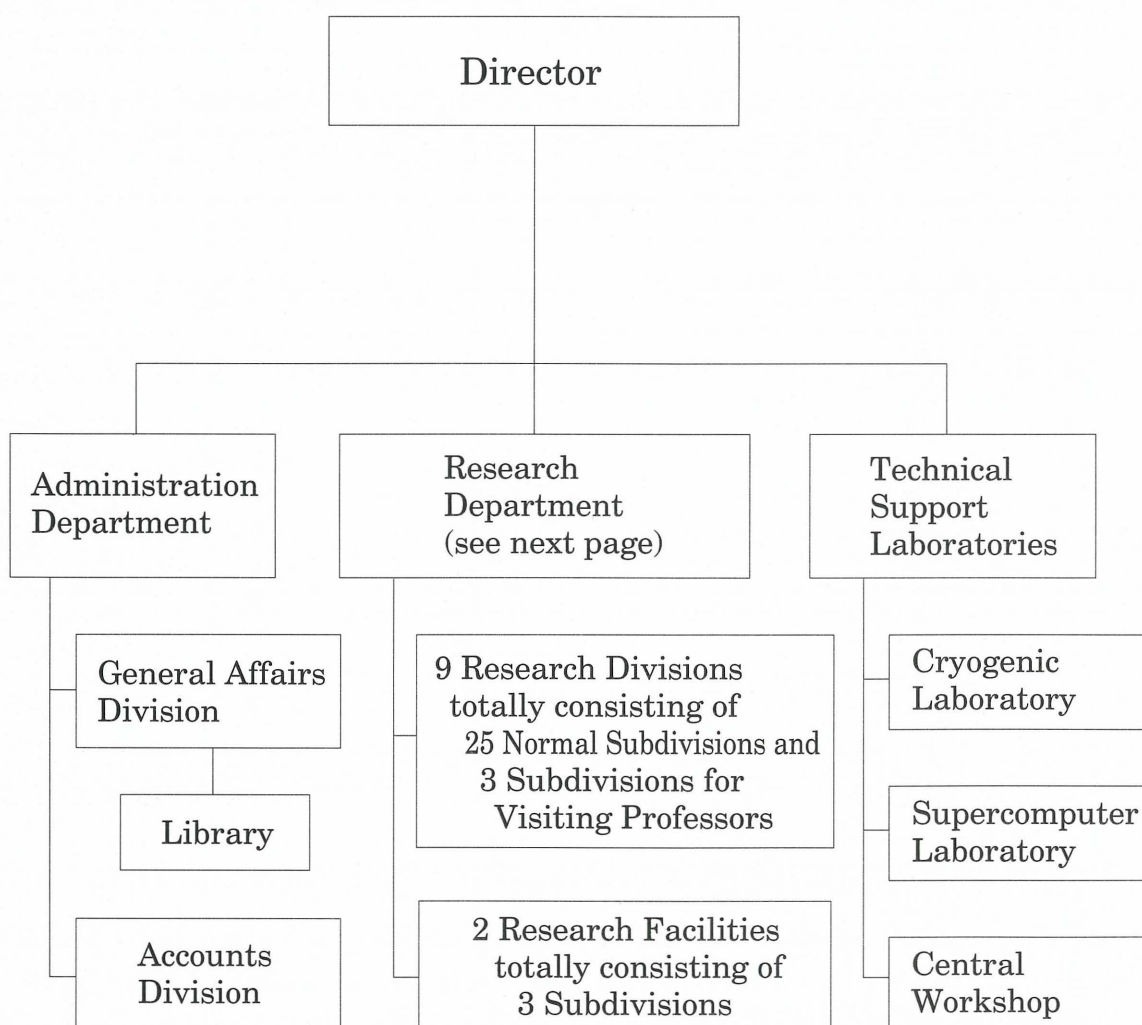 Director
Administration
Department
General Affairs
Division
Library
Accounts
Division
Research
Department
(see next page)
9 Research Divisions
totally consisting of
25 Normal Subdivisions and
3 Subdivisions for
Visiting Professors
2 Research Facilities
totally consisting of
3 Subdivisions
Technical
Support
Laboratories
Cryogenic
Laboratory
Supercomputer
Laboratory
Central
Workshop